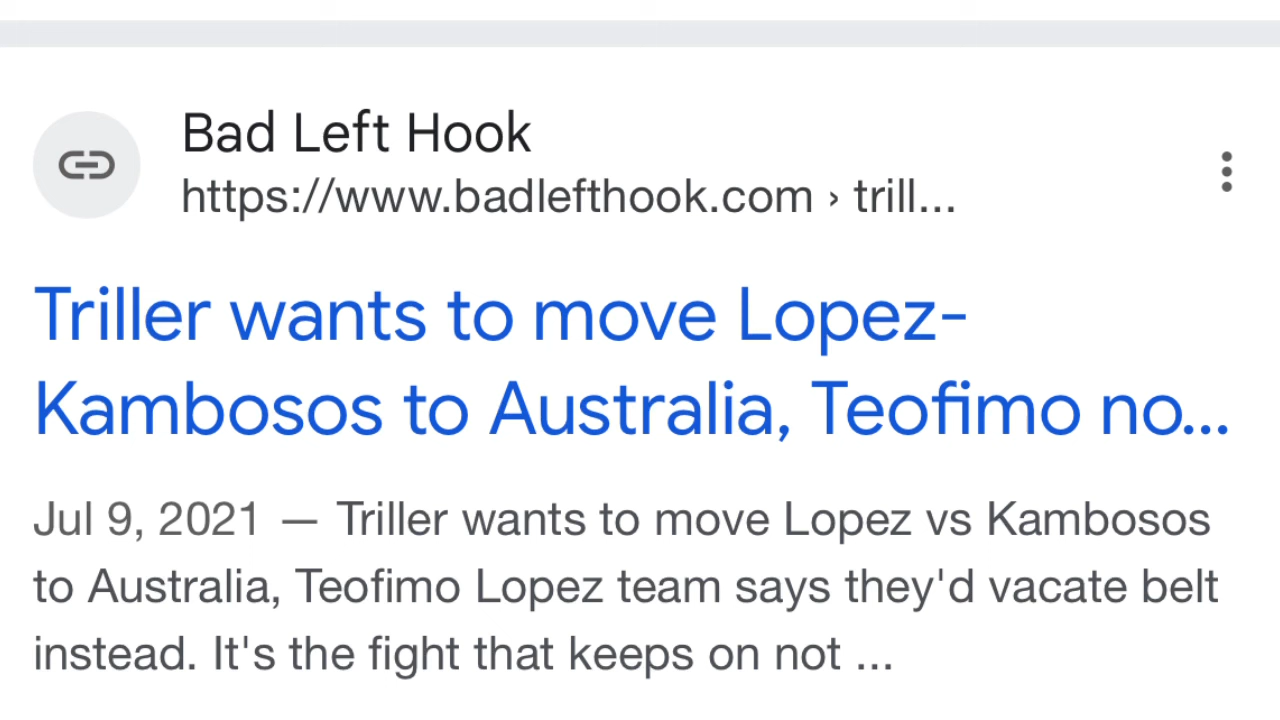 Bad Left Hook
https://www.badlefthook.com › trill...
Triller wants to move Lopez-
Kambosos to Australia, Teofimo no...
Jul 9, 2021 — Triller wants to move Lopez vs Kambosos
to Australia, Teofimo Lopez team says they'd vacate belt
instead. It's the fight that keeps on not ...